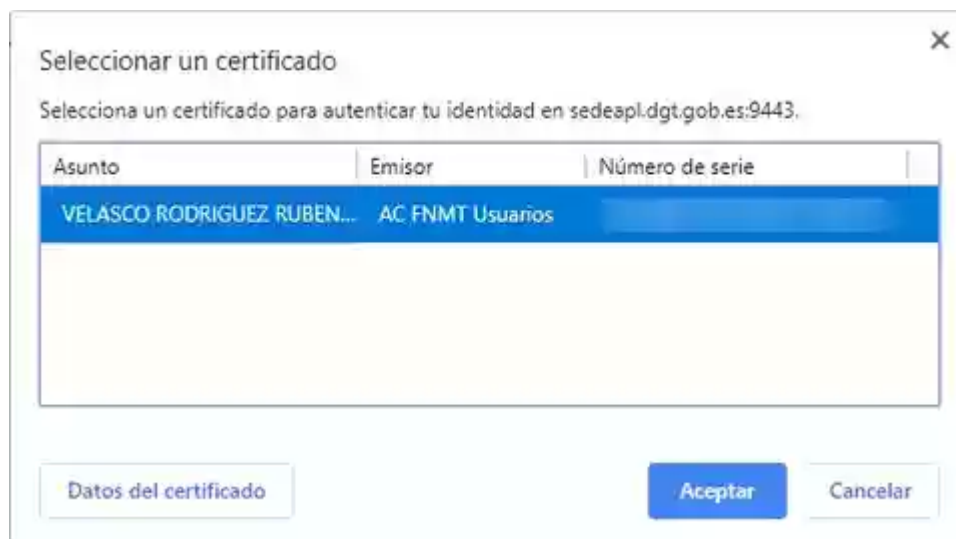 Seleccionar un certificado
Selecciona un certificado para autenticar tu identidad en sedeapl.dgt.gob.es:9443.
Asunto Emisor Número de serie
VELASCO RODRIGUEZ RUBEN... AC FNMT Usuarios
Datos del certificado Aceptar Cancelar